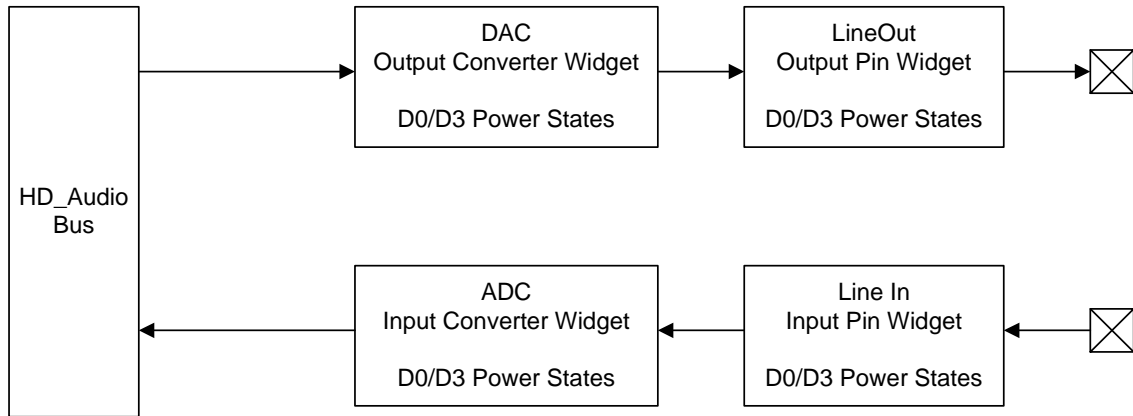 HD_Audio
Bus
DAC
Output Converter Widget
D0/D3 Power States
LineOut
Output Pin Widget
D0/D3 Power States
ADC
Input Converter Widget
D0/D3 Power States
Line In
Input Pin Widget
D0/D3 Power States